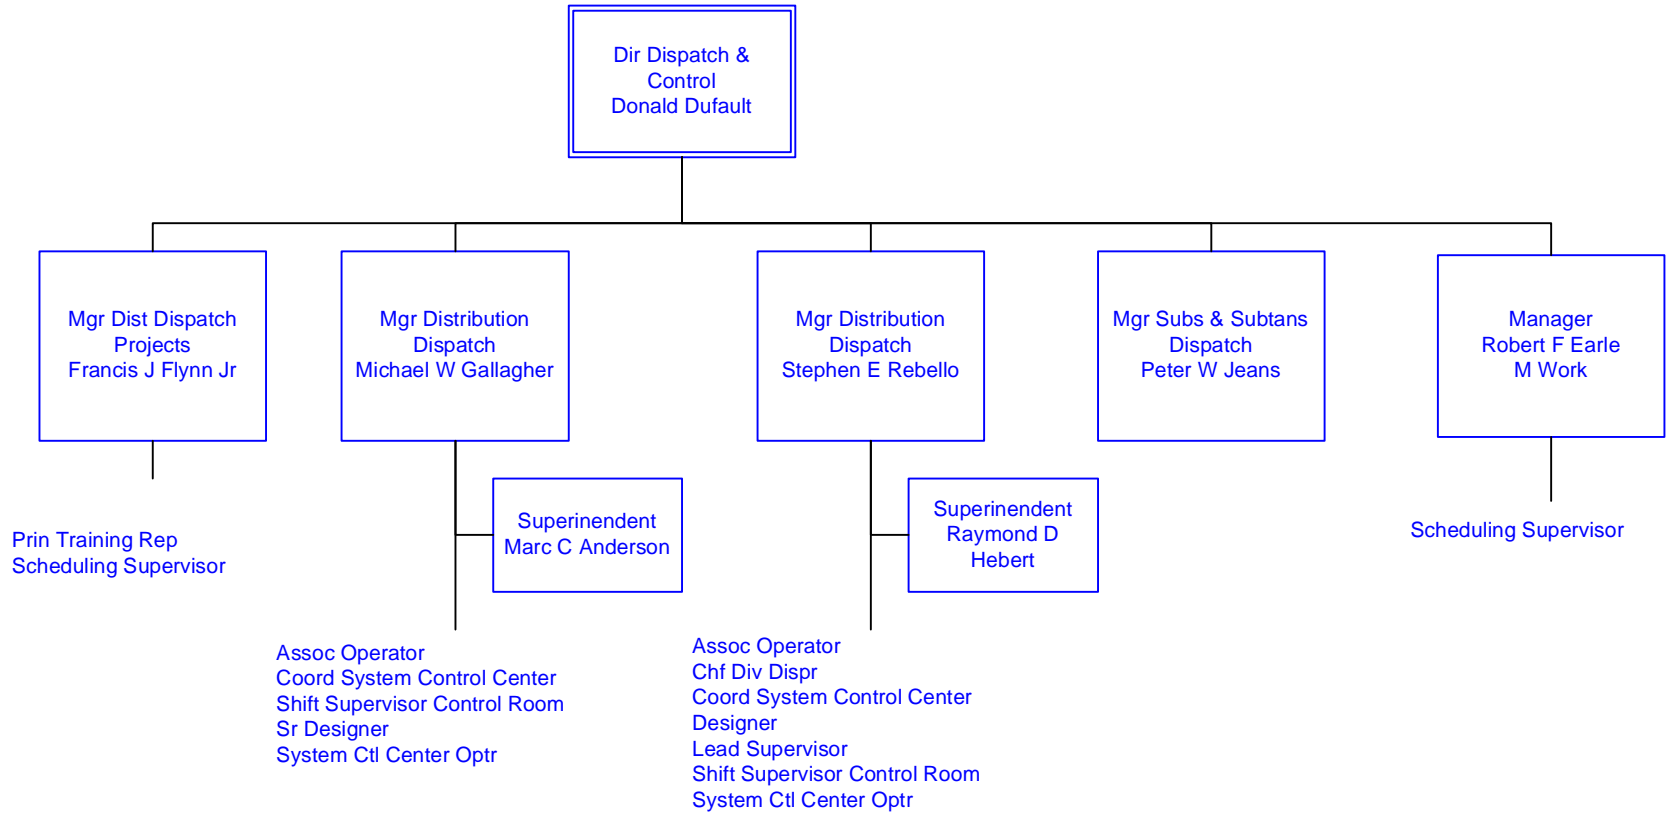 Dir Dispatch &
Control
Donald Dufault
Mgr Dist Dispatch
Projects
Francis J Flynn Jr
Mgr Distribution
Dispatch
Michael W Gallagher
Mgr Distribution
Dispatch
Stephen E Rebello
Mgr Subs & Subtans
Dispatch
Peter W Jeans
Manager
Robert F Earle
M Work
Prin Training Rep
Scheduling Supervisor
Superinendent
Marc C Anderson
Superinendent
Raymond D
Hebert
Scheduling Supervisor
Assoc Operator
Coord System Control Center
Shift Supervisor Control Room
Sr Designer
System Ctl Center Optr
Assoc Operator
Chf Div Dispr
Coord System Control Center
Designer
Lead Supervisor
Shift Supervisor Control Room
System Ctl Center Optr